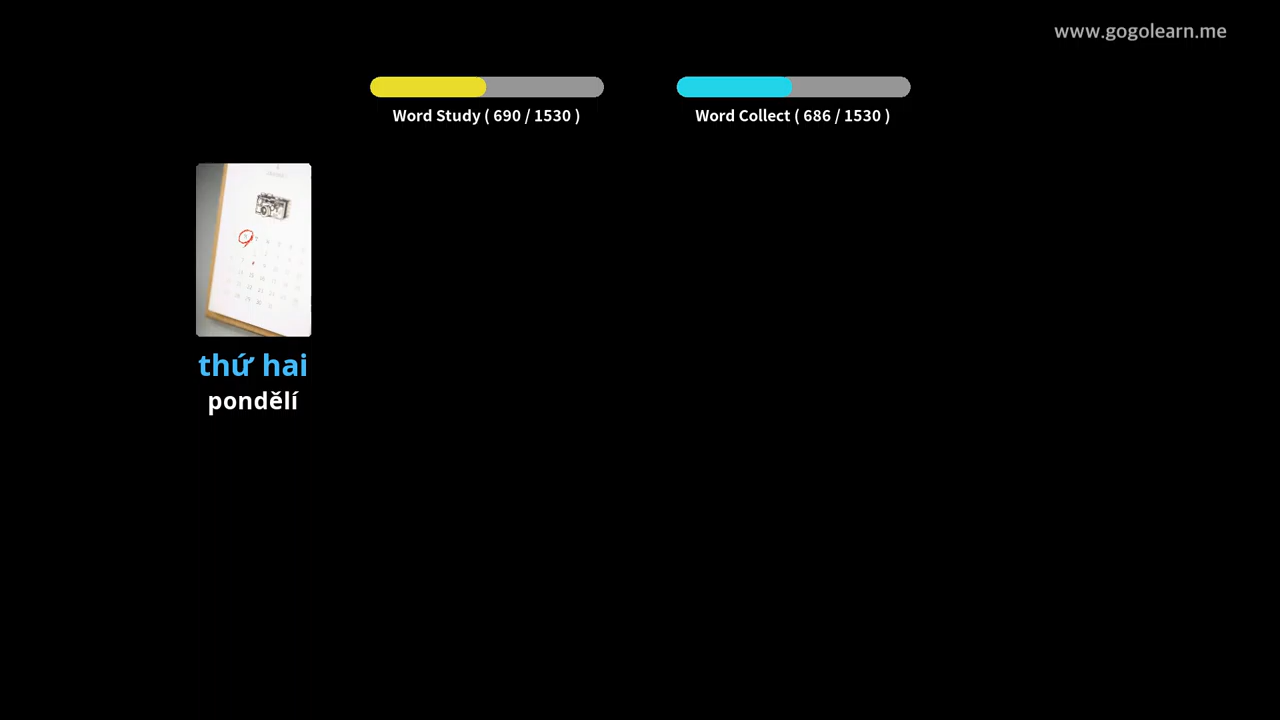 www.gogolearn.me
Word Study ( 690 / 1530 )
Word Collect ( 686 / 1530 )
thứ hai
pondělí